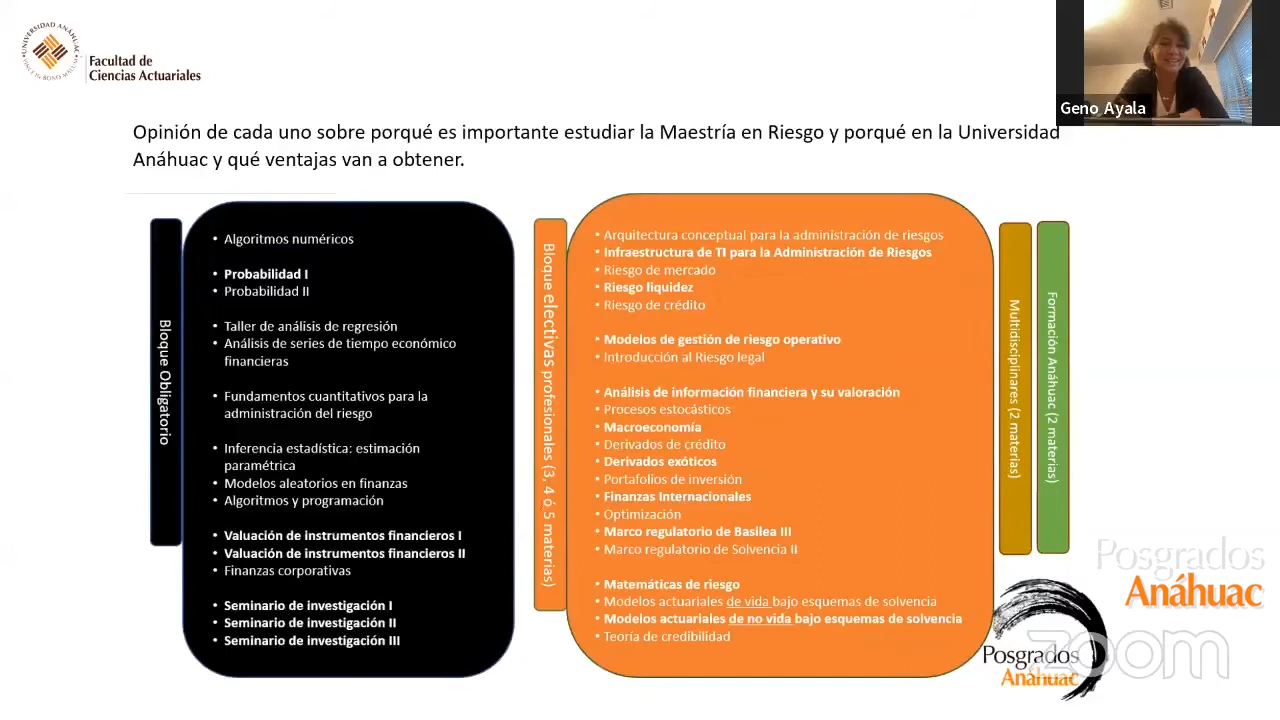 UNIVERSIDAD ANÁHUAC
VINCE IN BONO MALUM
Facultad de
Ciencias Actuariales
Geno Ayala
Opinión de cada uno sobre porqué es importante estudiar la Maestría en Riesgo y porqué en la Universidad
Anáhuac y qué ventajas van a obtener.
Bloque Obligatorio
• Algoritmos numéricos
• Probabilidad I
• Probabilidad II
• Taller de análisis de regresión
• Análisis de series de tiempo económico
financieras
• Fundamentos cuantitativos para la
administración del riesgo
• Inferencia estadística: estimación
paramétrica
• Modelos aleatorios en finanzas
• Algoritmos y programación
• Valuación de instrumentos financieros I
• Valuación de instrumentos financieros II
• Finanzas corporativas
• Seminario de investigación I
• Seminario de investigación II
• Seminario de investigación III
Bloque electivas profesionales (3, 4 ó 5 materias)
• Arquitectura conceptual para la administración de riesgos
• Infraestructura de TI para la Administración de Riesgos
• Riesgo de mercado
• Riesgo liquidez
• Riesgo de crédito
• Modelos de gestión de riesgo operativo
• Introducción al Riesgo legal
• Análisis de información financiera y su valoración
• Procesos estocásticos
• Macroeconomía
• Derivados de crédito
• Derivados exóticos
• Portafolios de inversión
• Finanzas Internacionales
• Optimización
• Marco regulatorio de Basilea III
• Marco regulatorio de Solvencia II
• Matemáticas de riesgo
• Modelos actuariales de vida bajo esquemas de solvencia
• Modelos actuariales de no vida bajo esquemas de solvencia
• Teoría de credibilidad
Multidisciplinares (2 materias)
Formación Anáhuac (2 materias)
Posgrados
Anáhuac
Posgrados
Anáhuac
zoom